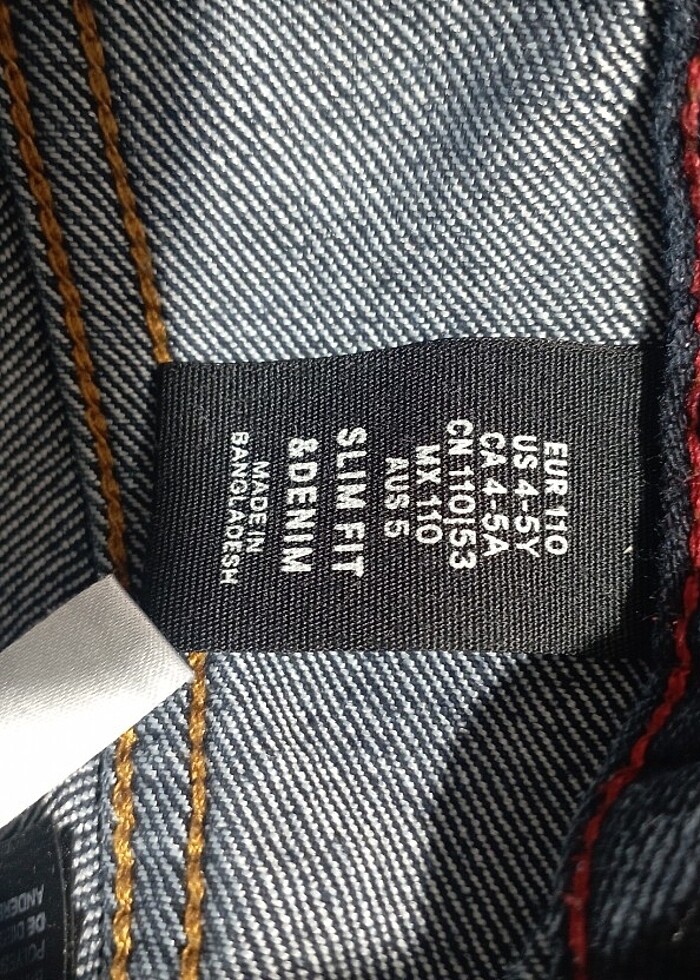 EUR 110
US 4-5Y
CA 4-5A
CN 110|53
MX 110
AUS 5
SLIM FIT
&DENIM
MADE IN
BANGLADESH